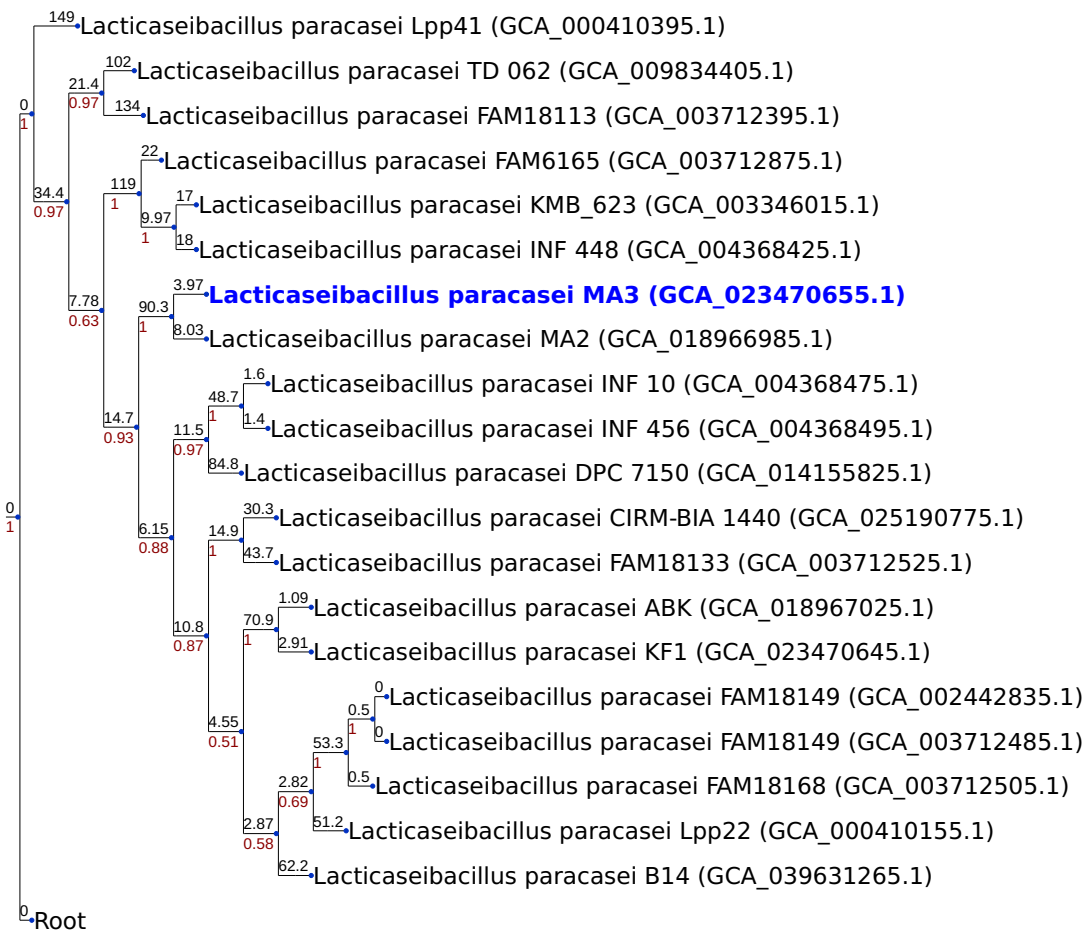 149 Lacticaseibacillus paracasei Lpp41 (GCA_000410395.1)
102 Lacticaseibacillus paracasei TD 062 (GCA_009834405.1)
21.4
0.97
0
134 Lacticaseibacillus paracasei FAM18113 (GCA_003712395.1)
1
22 Lacticaseibacillus paracasei FAM6165 (GCA_003712875.1)
119
34.4
1
17 Lacticaseibacillus paracasei KMB_623 (GCA_003346015.1)
0.97
9.97
1
18 Lacticaseibacillus paracasei INF 448 (GCA_004368425.1)
3.97 Lacticaseibacillus paracasei MA3 (GCA_023470655.1)
7.78
90.3
0.63
1
8.03 Lacticaseibacillus paracasei MA2 (GCA_018966985.1)
1.6 Lacticaseibacillus paracasei INF 10 (GCA_004368475.1)
48.7
1
14.7
1.4 Lacticaseibacillus paracasei INF 456 (GCA_004368495.1)
0.93
11.5
0.97
84.8 Lacticaseibacillus paracasei DPC 7150 (GCA_014155825.1)
0
1
30.3 Lacticaseibacillus paracasei CIRM-BIA 1440 (GCA_025190775.1)
6.15
14.9
0.88
1
43.7 Lacticaseibacillus paracasei FAM18133 (GCA_003712525.1)
1.09 Lacticaseibacillus paracasei ABK (GCA_018967025.1)
10.8
70.9
0.87
1
2.91 Lacticaseibacillus paracasei KF1 (GCA_023470645.1)
0 Lacticaseibacillus paracasei FAM18149 (GCA_002442835.1)
0.5
4.55
1
0.51
0 Lacticaseibacillus paracasei FAM18149 (GCA_003712485.1)
53.3
1
0.5 Lacticaseibacillus paracasei FAM18168 (GCA_003712505.1)
2.82
0.69
51.2 Lacticaseibacillus paracasei Lpp22 (GCA_000410155.1)
2.87
0.58
62.2 Lacticaseibacillus paracasei B14 (GCA_039631265.1)
0 Root